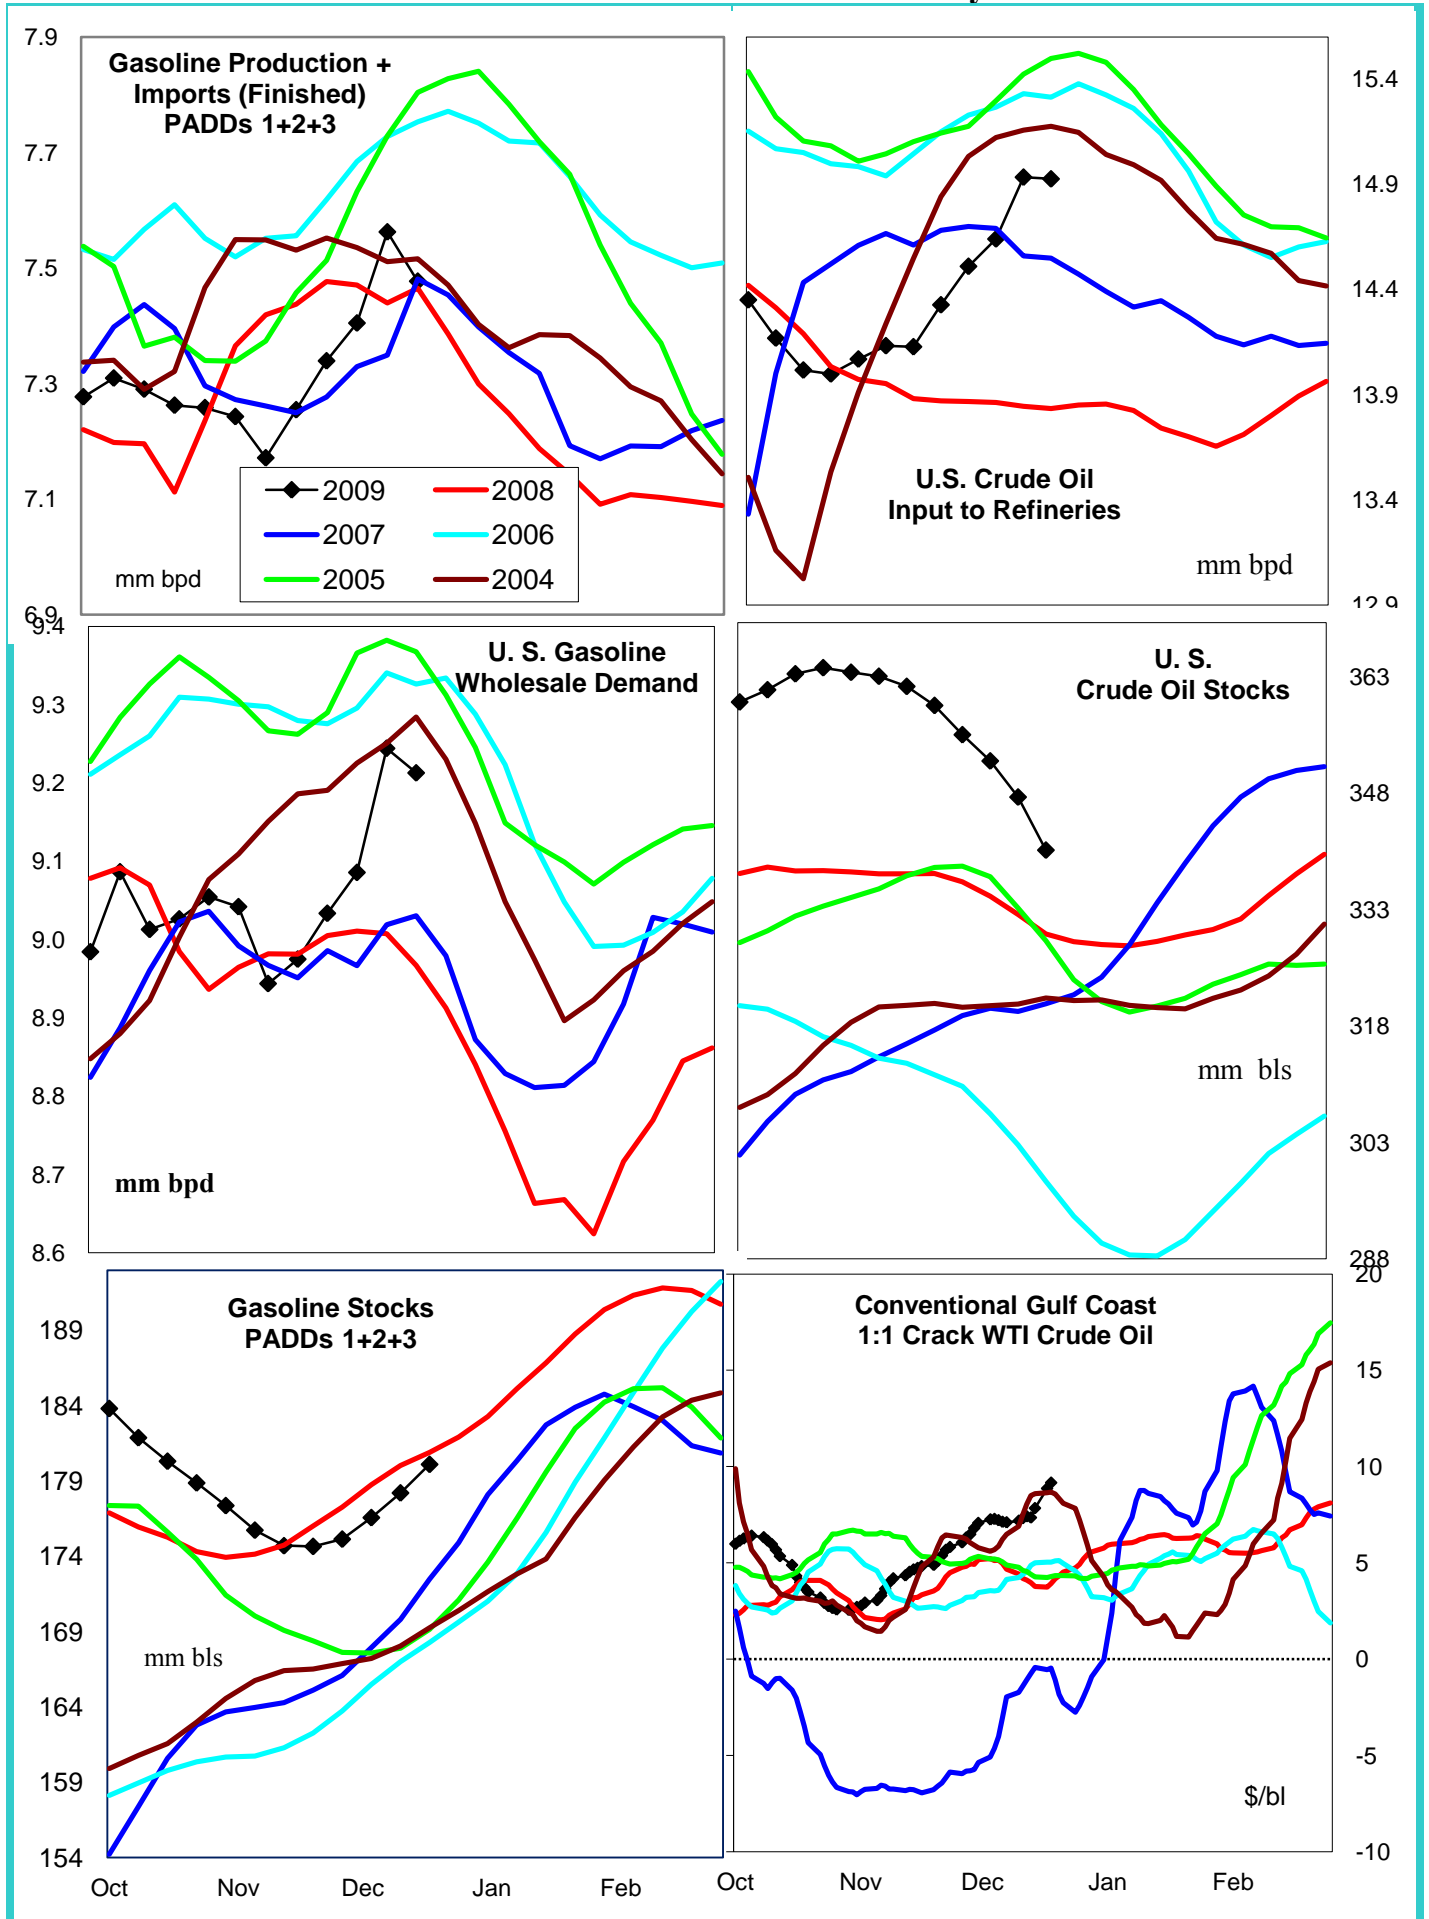 7.9
7.7
7.5
7.3
7.1
6.9
Gasoline Production +
Imports (Finished)
PADDs 1+2+3
2009
2008
2007
2006
2005
2004
mm bpd
15.4
14.9
14.4
13.9
13.4
12.9
U.S. Crude Oil
Input to Refineries
mm bpd
9.4
9.3
9.2
9.1
9.0
8.9
8.8
8.7
8.6
U. S. Gasoline
Wholesale Demand
mm bpd
363
348
333
318
303
288
U. S.
Crude Oil Stocks
mm bls
189
184
179
174
169
164
159
154
Gasoline Stocks
PADDs 1+2+3
mm bls
Oct Nov Dec Jan Feb
20
15
10
5
0
-5
-10
Conventional Gulf Coast
1:1 Crack WTI Crude Oil
$/bl
Oct Nov Dec Jan Feb